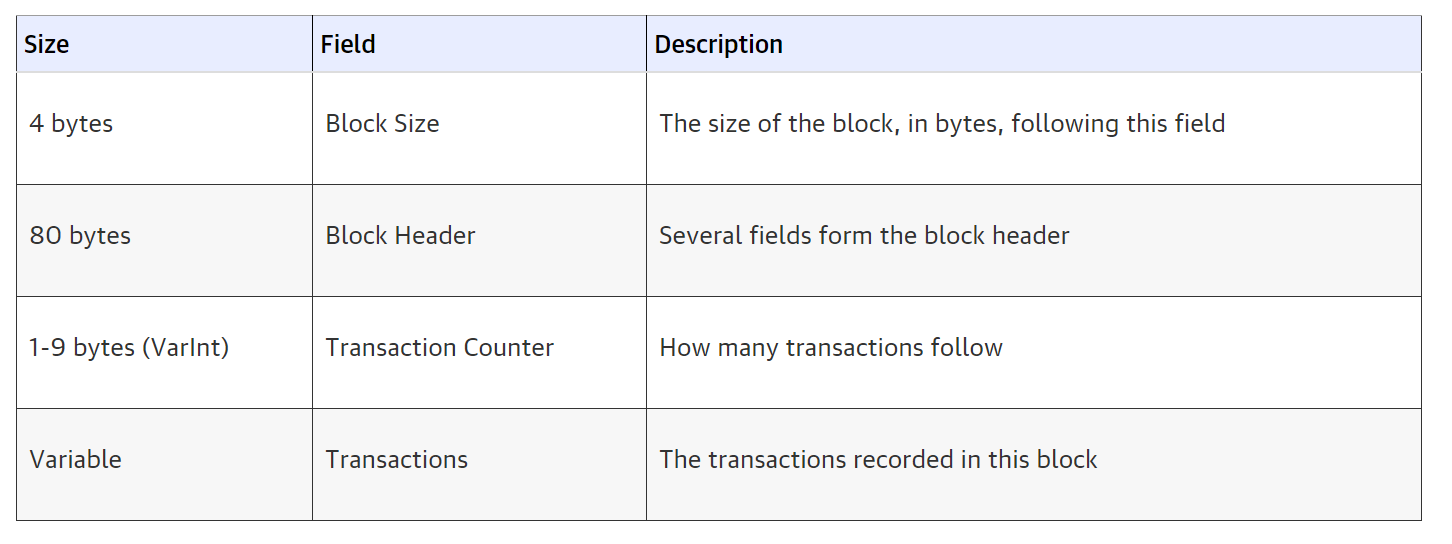 Size Field Description
4 bytes Block Size The size of the block, in bytes, following this field
80 bytes Block Header Several fields form the block header
1-9 bytes (VarInt) Transaction Counter How many transactions follow
Variable Transactions The transactions recorded in this block